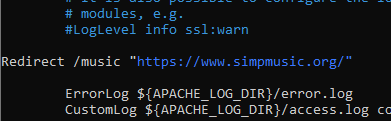 # modules, e.g.
#LogLevel info ssl:warn
Redirect /music "https://www.simpmusic.org/"
ErrorLog ${APACHE_LOG_DIR}/error.log
CustomLog ${APACHE_LOG_DIR}/access.log